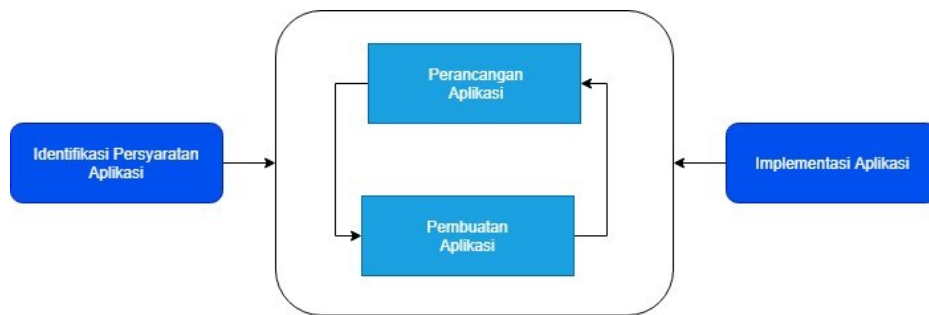 Perancangan
Aplikasi
Identifikasi Persyaratan
Aplikasi
Implementasi Aplikasi
Pembuatan
Aplikasi